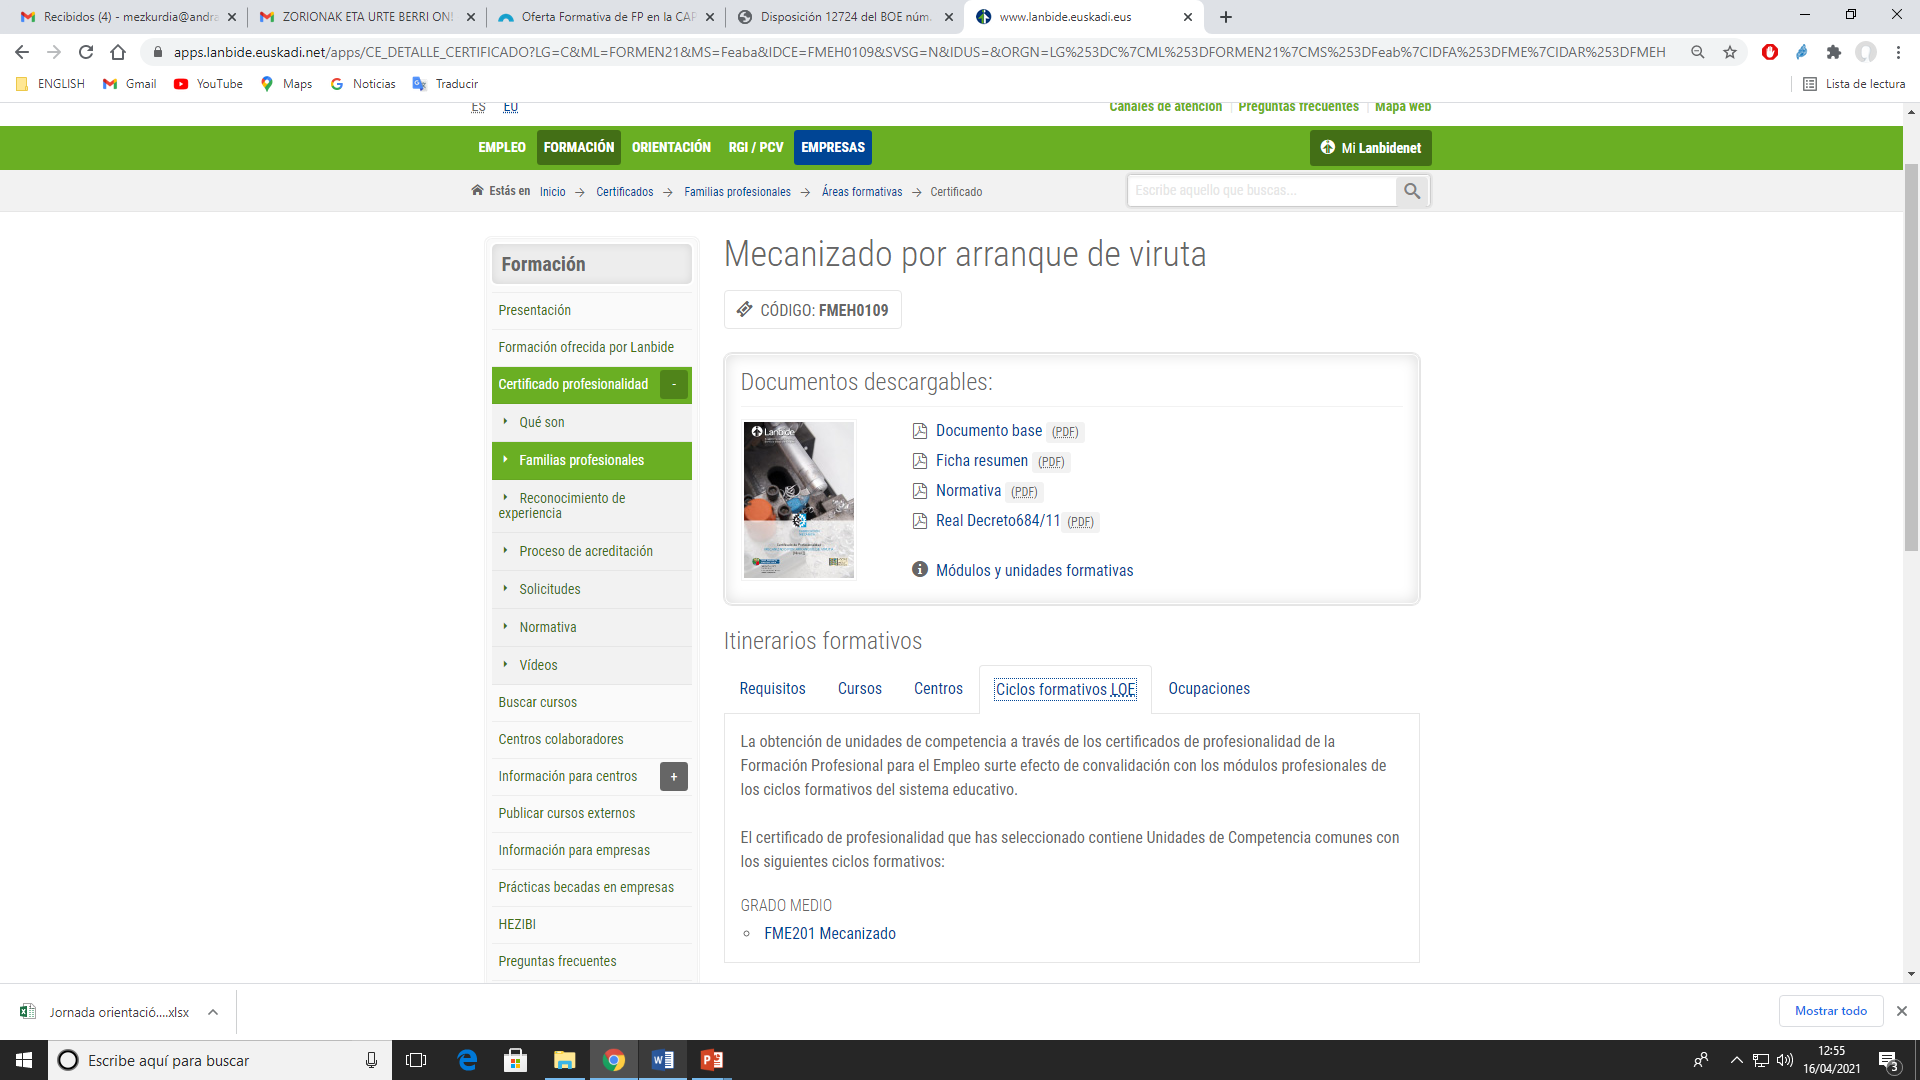 Recibidos (4) - mezkurdia@andra
ZORIONAK ETA URTE BERRI ON!
Oferta Formativa de FP en la CAP
Disposición 12724 del BOE núm.
www.lanbide.euskadi.eus
apps.lanbide.euskadi.net/apps/CE_DETALLE_CERTIFICADO?LG=C&ML=FORMEN21&MS=Feaba&IDCE=FMEH0109&SVSG=N&IDUS=&ORGN=LG%253DC%7CML%253DFORMEN21%7CMS%253DFeab%7CIDFA%253DFME%7CIDAR%253DFMEH
ENGLISH
Gmail
YouTube
Maps
Noticias
Traducir
Lista de lectura
ES EU
Canales de atención Preguntas frecuentes Mapa web
EMPLEO FORMACIÓN ORIENTACIÓN RGI / PCV EMPRESAS
Mi Lanbidenet
Estás en Inicio → Certificados → Familias profesionales → Áreas formativas → Certificado
Escribe aquello que buscas...
Formación
Presentación
Formación ofrecida por Lanbide
Certificado profesionalidad -
Qué son
Familias profesionales
Reconocimiento de
experiencia
Proceso de acreditación
Solicitudes
Normativa
Vídeos
Buscar cursos
Centros colaboradores
Información para centros +
Publicar cursos externos
Información para empresas
Prácticas becadas en empresas
HEZIBI
Preguntas frecuentes
Mecanizado por arranque de viruta
CÓDIGO: FMEH0109
Documentos descargables:
Lanbide
Documento base (PDF)
Ficha resumen (PDF)
Normativa (PDF)
Real Decreto684/11 (PDF)
Módulos y unidades formativas
Itinerarios formativos
Requisitos Cursos Centros Ciclos formativos LOE Ocupaciones
La obtención de unidades de competencia a través de los certificados de profesionalidad de la
Formación Profesional para el Empleo surte efecto de convalidación con los módulos profesionales de
los ciclos formativos del sistema educativo.
El certificado de profesionalidad que has seleccionado contiene Unidades de Competencia comunes con
los siguientes ciclos formativos:
GRADO MEDIO
FME201 Mecanizado
Jornada orientació....xlsx
Mostrar todo
Escribe aquí para buscar
12:55
16/04/2021
3